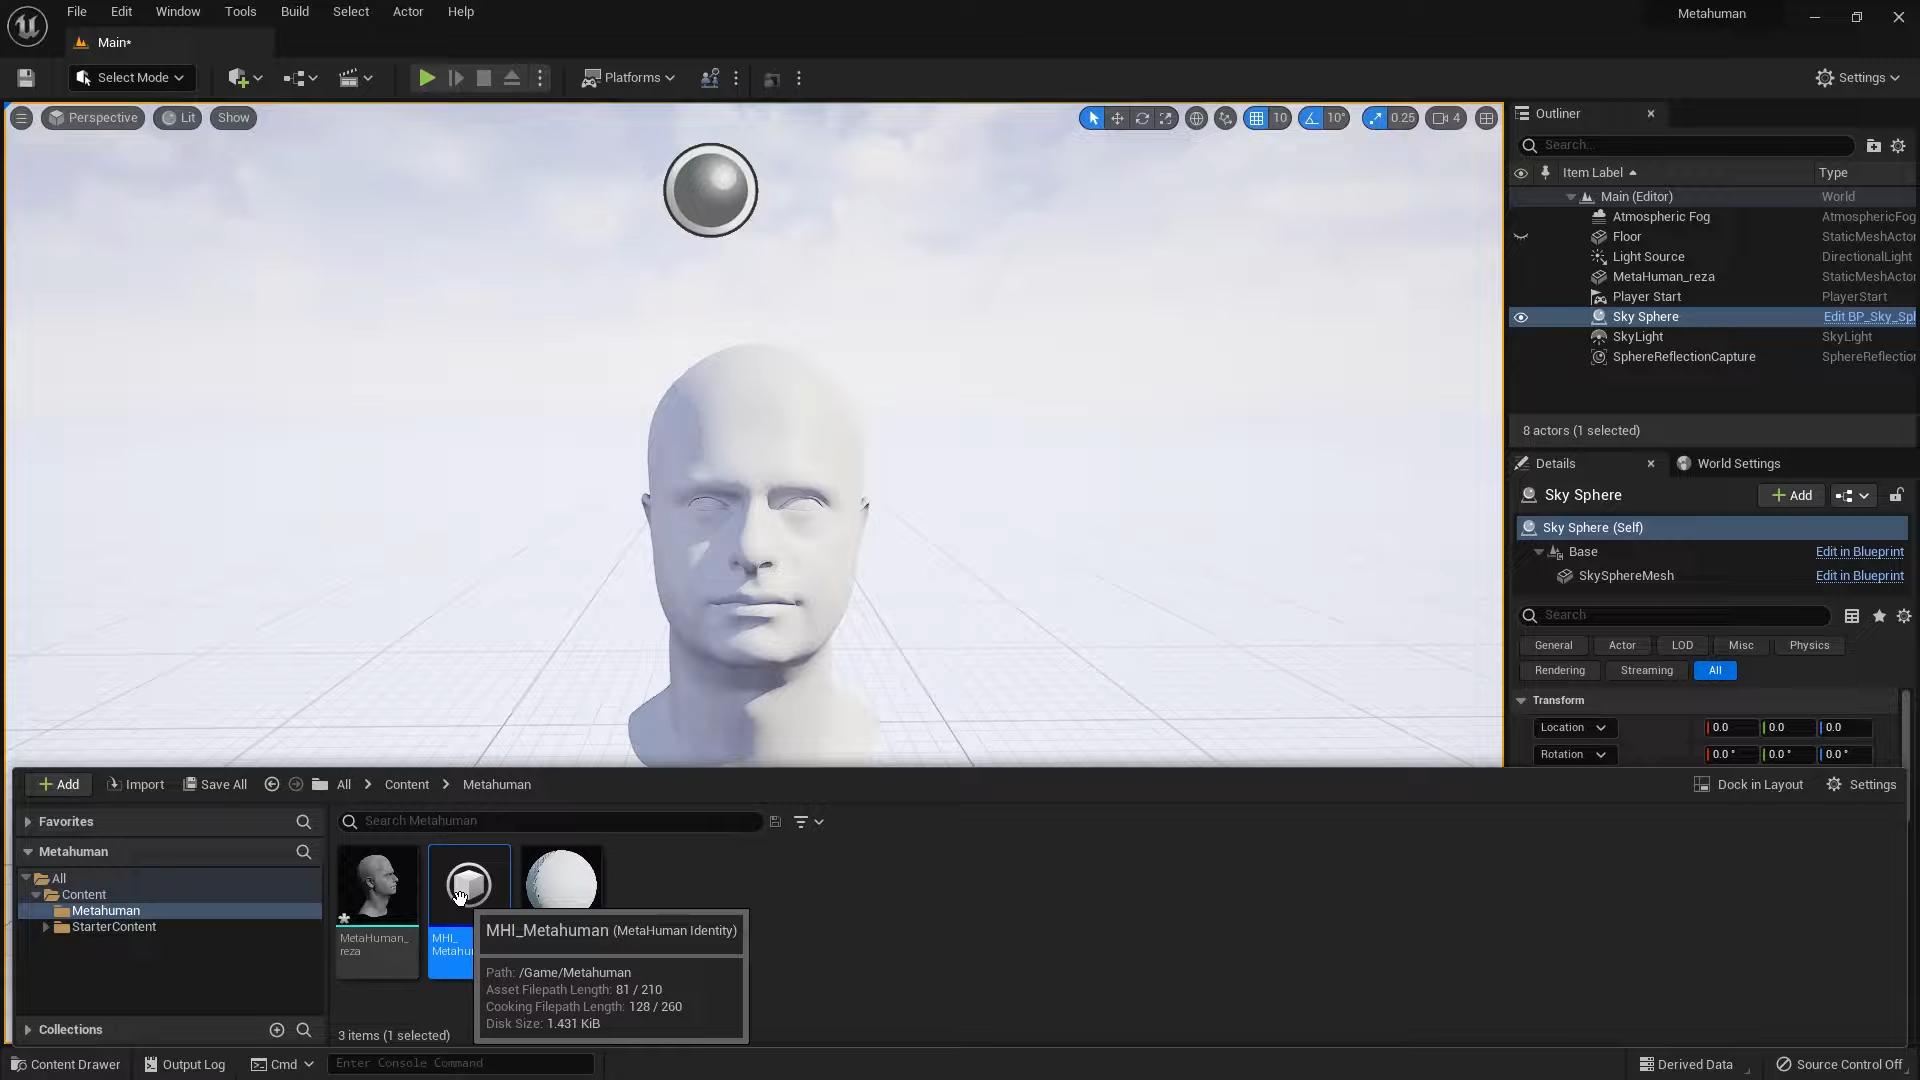 File Edit Window Tools Build Select Actor Help
Metahuman
Main*
Select Mode
Platforms
Settings
Perspective
Lit
Show
10
10°
0.25
4
Outliner
Search...
Item Label
Type
Main (Editor) World
Atmospheric Fog AtmosphericFog
Floor StaticMeshActor
Light Source DirectionalLight
MetaHuman_reza StaticMeshActor
Player Start PlayerStart
Sky Sphere Edit BP_Sky_Sp
SkyLight SkyLight
SphereReflectionCapture SphereReflection
8 actors (1 selected)
Details
World Settings
Sky Sphere
Add
Sky Sphere (Self)
Base Edit in Blueprint
SkySphereMesh Edit in Blueprint
Search
General Actor LOD Misc Physics
Rendering Streaming All
Transform
Location 0.0 0.0 0.0
Rotation 0.0° 0.0° 0.0°
Add
Import
Save All
All
Content
Metahuman
Dock in Layout
Settings
Favorites
Metahuman
All
Content
Metahuman
StarterContent
Collections
Search Metahuman
MetaHuman_
reza
MHI_
Metahu
MHI_Metahuman (MetaHuman Identity)
Path: /Game/Metahuman
Asset Filepath Length: 81 / 210
Cooking Filepath Length: 128 / 260
Disk Size: 1.431 KiB
3 items (1 selected)
Content Drawer
Output Log
Cmd
Enter Console Command
Derived Data
Source Control Off